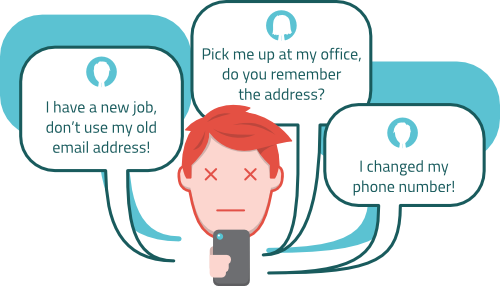 I have a new job,
don't use my old
email address!
Pick me up at my office,
do you remember
the address?
I changed my
phone number!